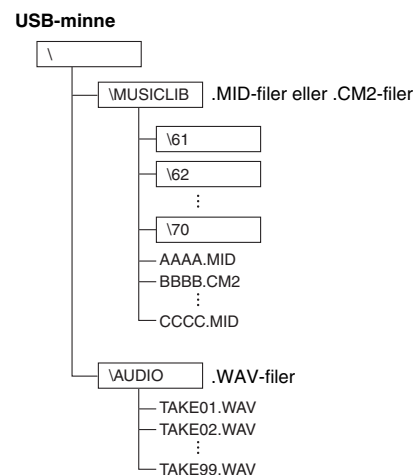 USB-minne
\
\MUSICLIB .MID-filer eller .CM2-filer
\61
\62
⋮
\70
AAAA.MID
BBBB.CM2
⋮
CCCC.MID
\AUDIO .WAV-filer
TAKE01.WAV
TAKE02.WAV
⋮
TAKE99.WAV